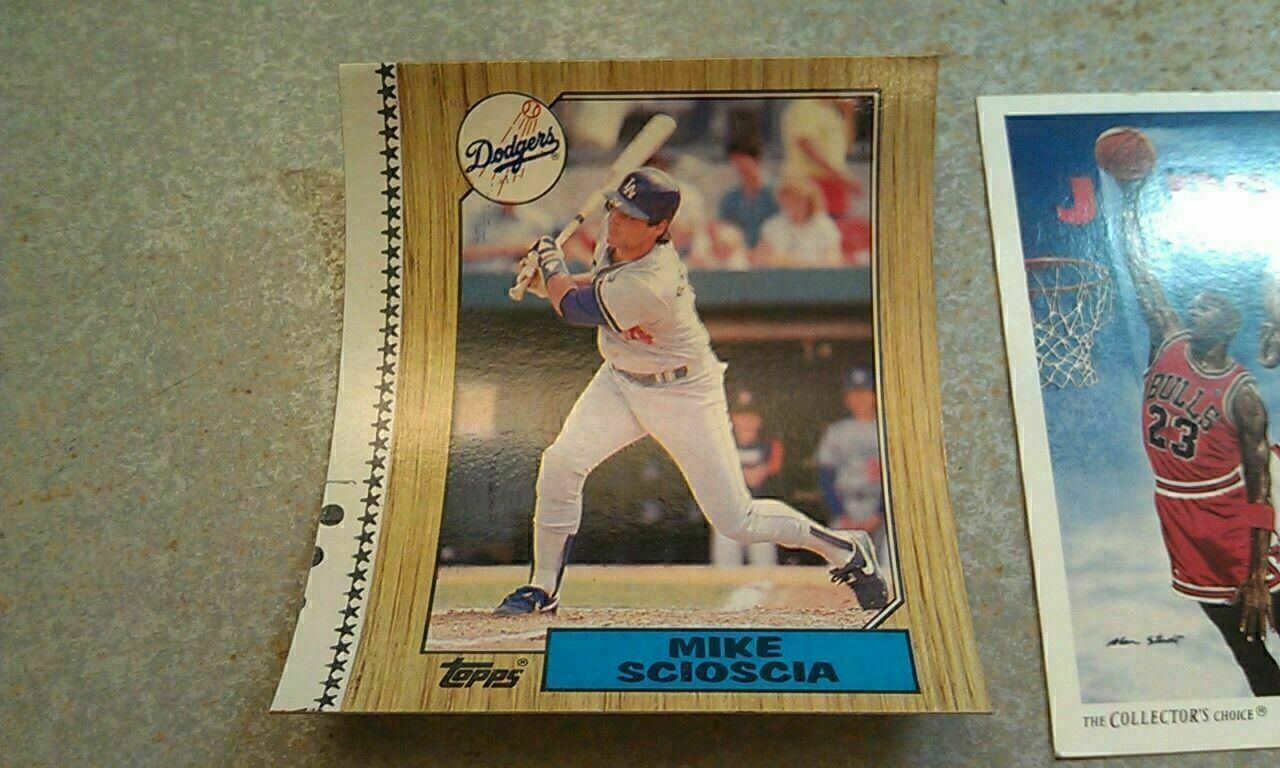 Dodgers®
MIKE
SCIOSCIA
Topps®
J
BULLS
23
THE COLLECTOR'S CHOICE®